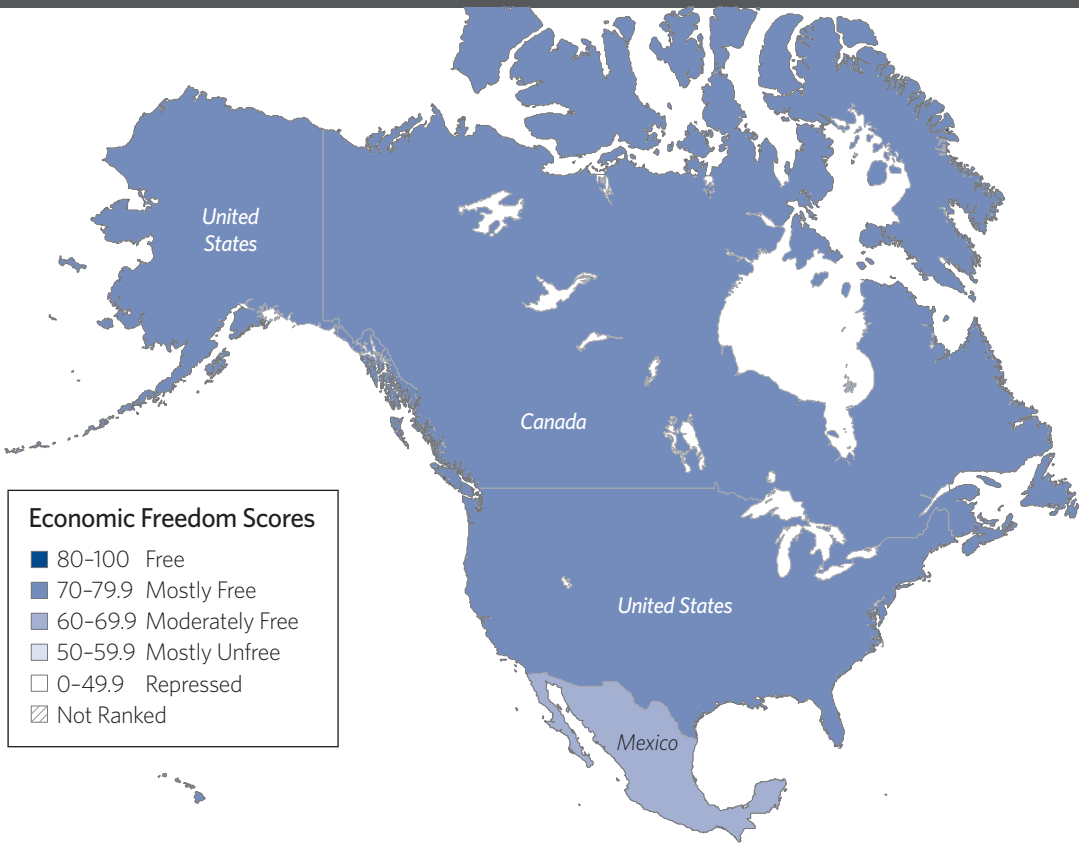 United
States
Canada
Economic Freedom Scores
80–100 Free
70–79.9 Mostly Free
60–69.9 Moderately Free
50–59.9 Mostly Unfree
0–49.9 Repressed
Not Ranked
United States
Mexico